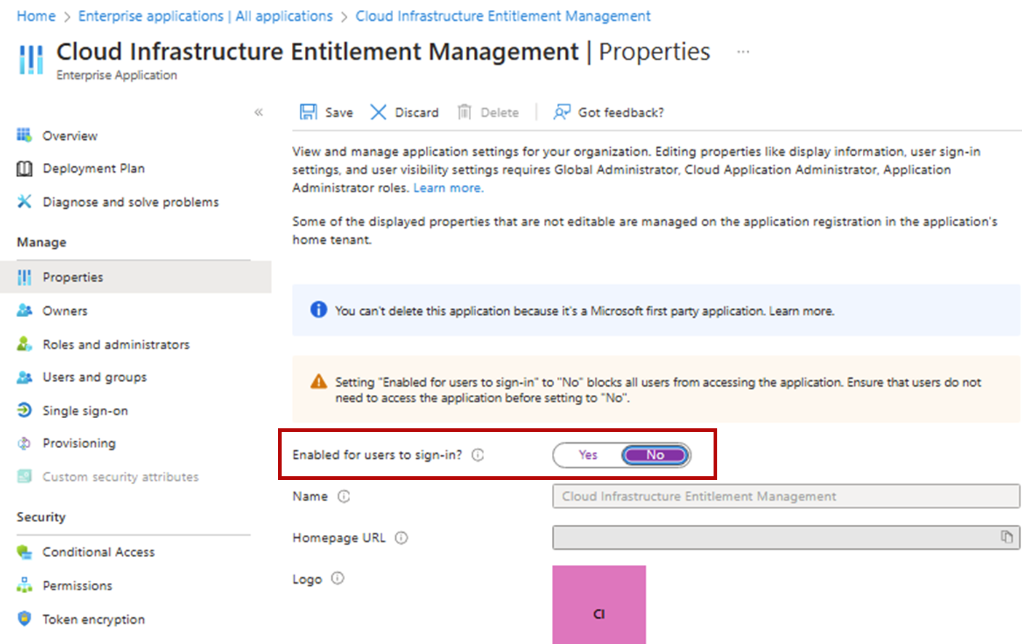 Home > Enterprise applications | All applications > Cloud Infrastructure Entitlement Management
Cloud Infrastructure Entitlement Management | Properties ...
Enterprise Application
«
Save Discard Delete Got feedback?
Overview
Deployment Plan
Diagnose and solve problems
Manage
Properties
Owners
Roles and administrators
Users and groups
Single sign-on
Provisioning
Custom security attributes
Security
Conditional Access
Permissions
Token encryption
View and manage application settings for your organization. Editing properties like display information, user sign-in
settings, and user visibility settings requires Global Administrator, Cloud Application Administrator, Application
Administrator roles. Learn more.
Some of the displayed properties that are not editable are managed on the application registration in the application's
home tenant.
You can't delete this application because it's a Microsoft first party application. Learn more.
Setting "Enabled for users to sign-in" to "No" blocks all users from accessing the application. Ensure that users do not
need to access the application before setting to "No".
Enabled for users to sign-in? Yes No
Name Cloud Infrastructure Entitlement Management
Homepage URL
Logo
CI